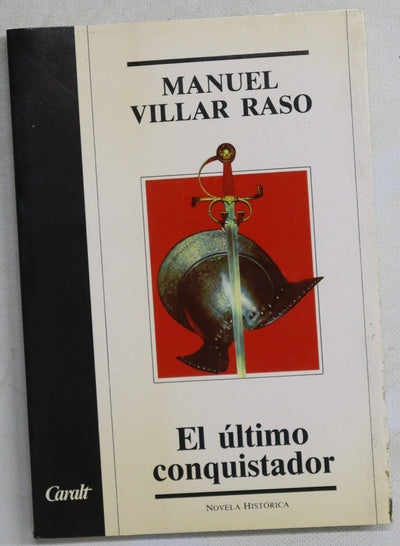 MANUEL
VILLAR RASO
El último
conquistador
NOVELA HISTÓRICA
Caralt